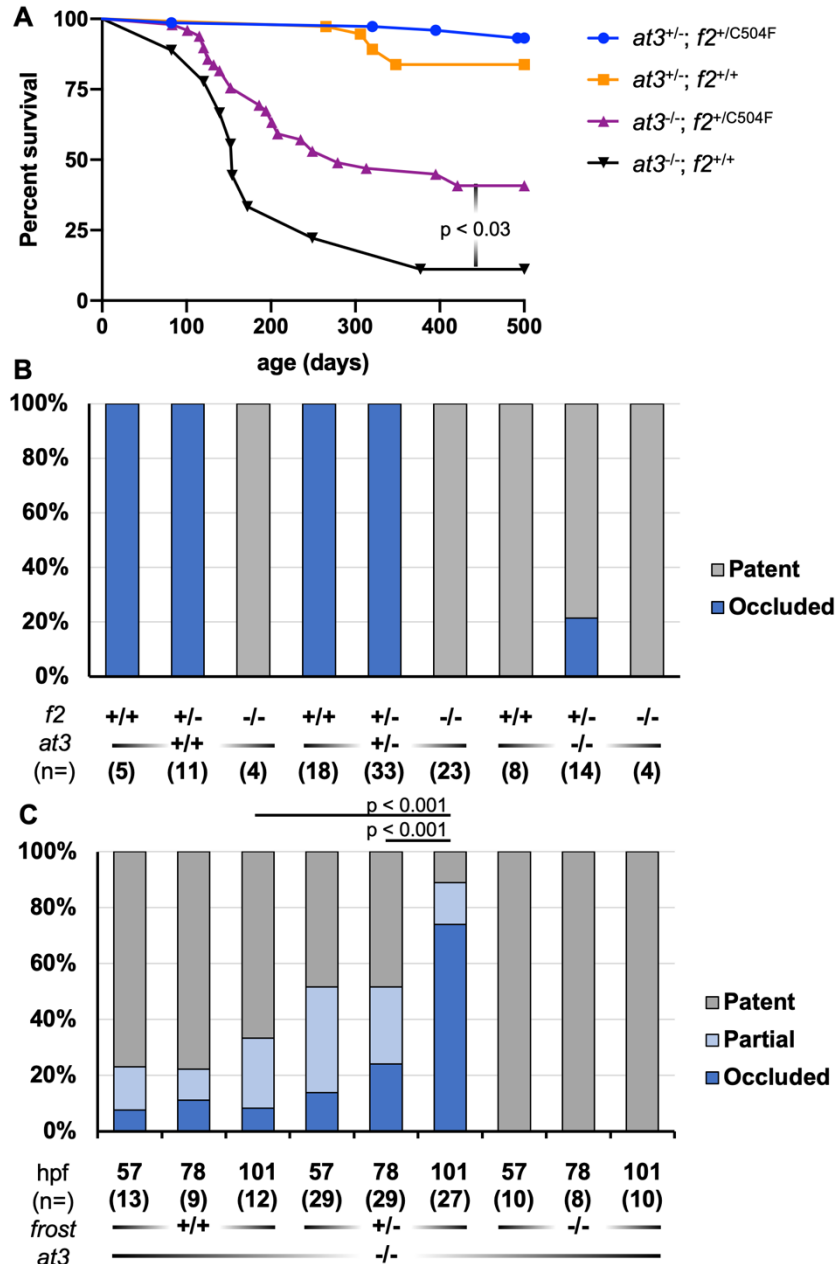 A
100
75
50
25
0
Percent survival
0 100 200 300 400 500
age (days)
p < 0.03
at3+/-; f2+/C504F
at3+/-; f2+/+
at3-/-; f2+/C504F
at3-/-; f2+/+
B
100%
80%
60%
40%
20%
0%
Patent
Occluded
f2 +/+ +/- -/- +/+ +/- -/- +/+ +/- -/-
at3 +/+ +/- -/-
(n=) (5) (11) (4) (18) (33) (23) (8) (14) (4)
C
p < 0.001
p < 0.001
100%
80%
60%
40%
20%
0%
Patent
Partial
Occluded
hpf 57 78 101 57 78 101 57 78 101
(n=) (13) (9) (12) (29) (29) (27) (10) (8) (10)
frost +/+ +/- -/-
at3 -/-